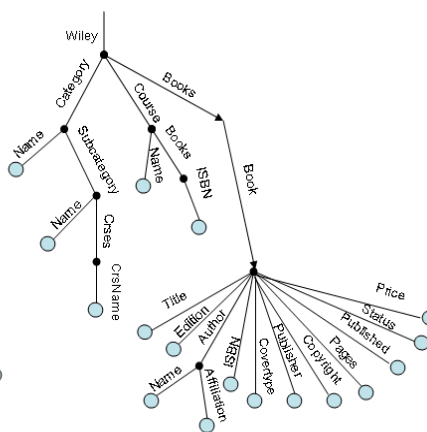 Wiley
Category
Course
Books
Name
Subcategory
Name
Books
ISBN
Book
Name
Crses
CrsName
Title
Edition
Author
Name
Affiliation
ISBN
Covertype
Publisher
Copyright
Pages
Published
Status
Price